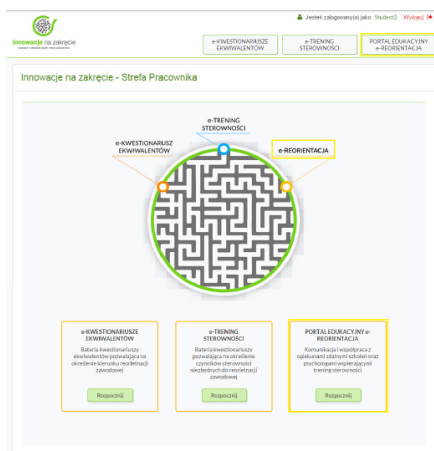 Jesteś zalogowany(a) jako: Student2 Wyloguj
Innowacje na zakręcie
e-KWESTIONARIUSZE
EKWIWALENTÓW
e-TRENING
STEROWNOŚCI
PORTAL EDUKACYJNY
e-REORIENTACJA
Innowacje na zakręcie - Strefa Pracownika
e-TRENING
STEROWNOŚCI
e-KWESTIONARIUSZ
EKWIWALENTÓW
e-REORIENTACJA
e-KWESTIONARIUSZE
EKWIWALENTÓW
Bateria kwestionariuszy
ekwiwalentów pozwalająca na
określenie kierunku reorientacji
zawodowej
Rozpocznij
e-TRENING
STEROWNOŚCI
Bateria kwestionariuszy
pozwalająca na określenie
czynników sterowności
niezbędnych do reorientacji
zawodowej
Rozpocznij
PORTAL EDUKACYJNY e-
REORIENTACJA
Komunikacja i współpraca z
opiekunami zdalnymi szkoleń oraz
psychologami wspierającymi
trening sterowności
Rozpocznij